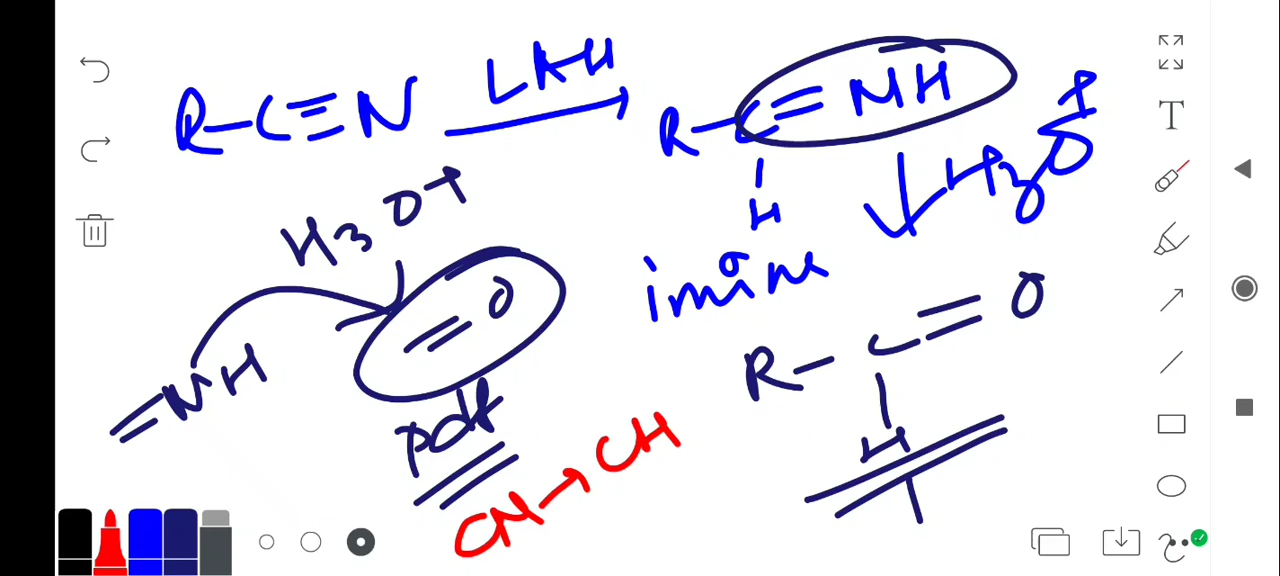 R-C≡N LAH → R-C=NH
H
H3O+
imine
H3O+
=O
=NH
R-C=O
H
pdt
CN→CH
T